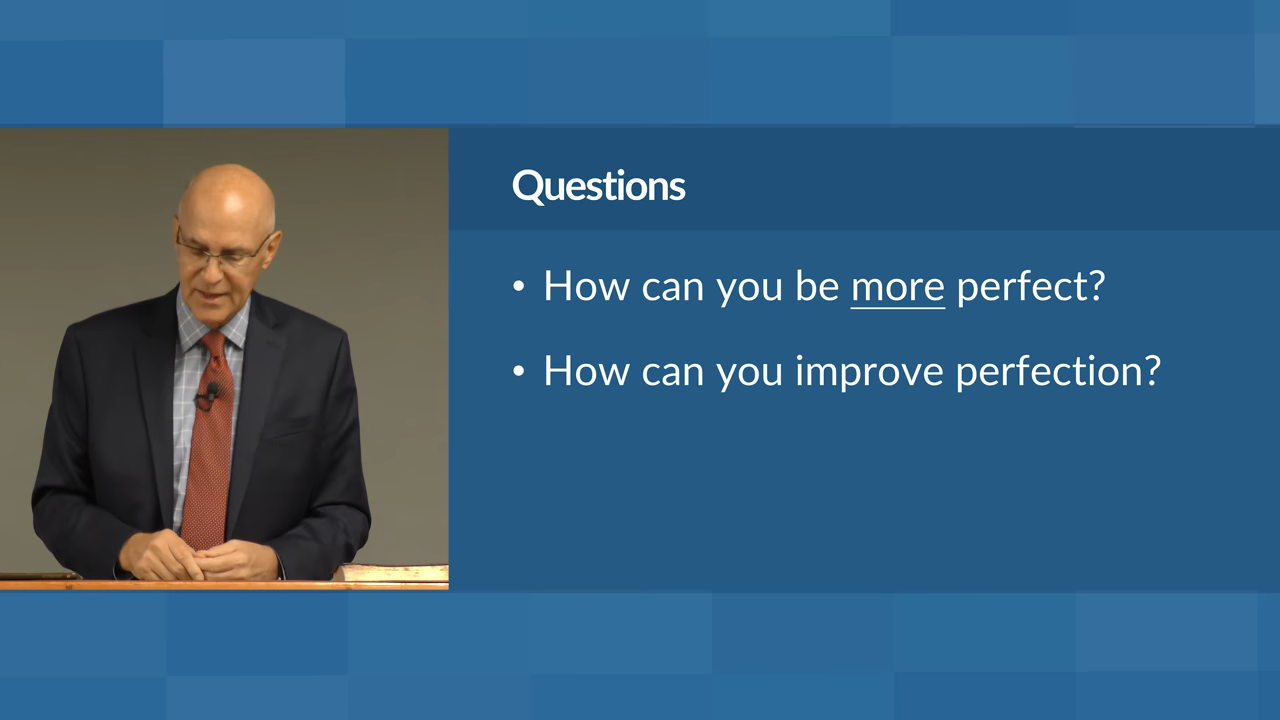 Questions
• How can you be more perfect?
• How can you improve perfection?